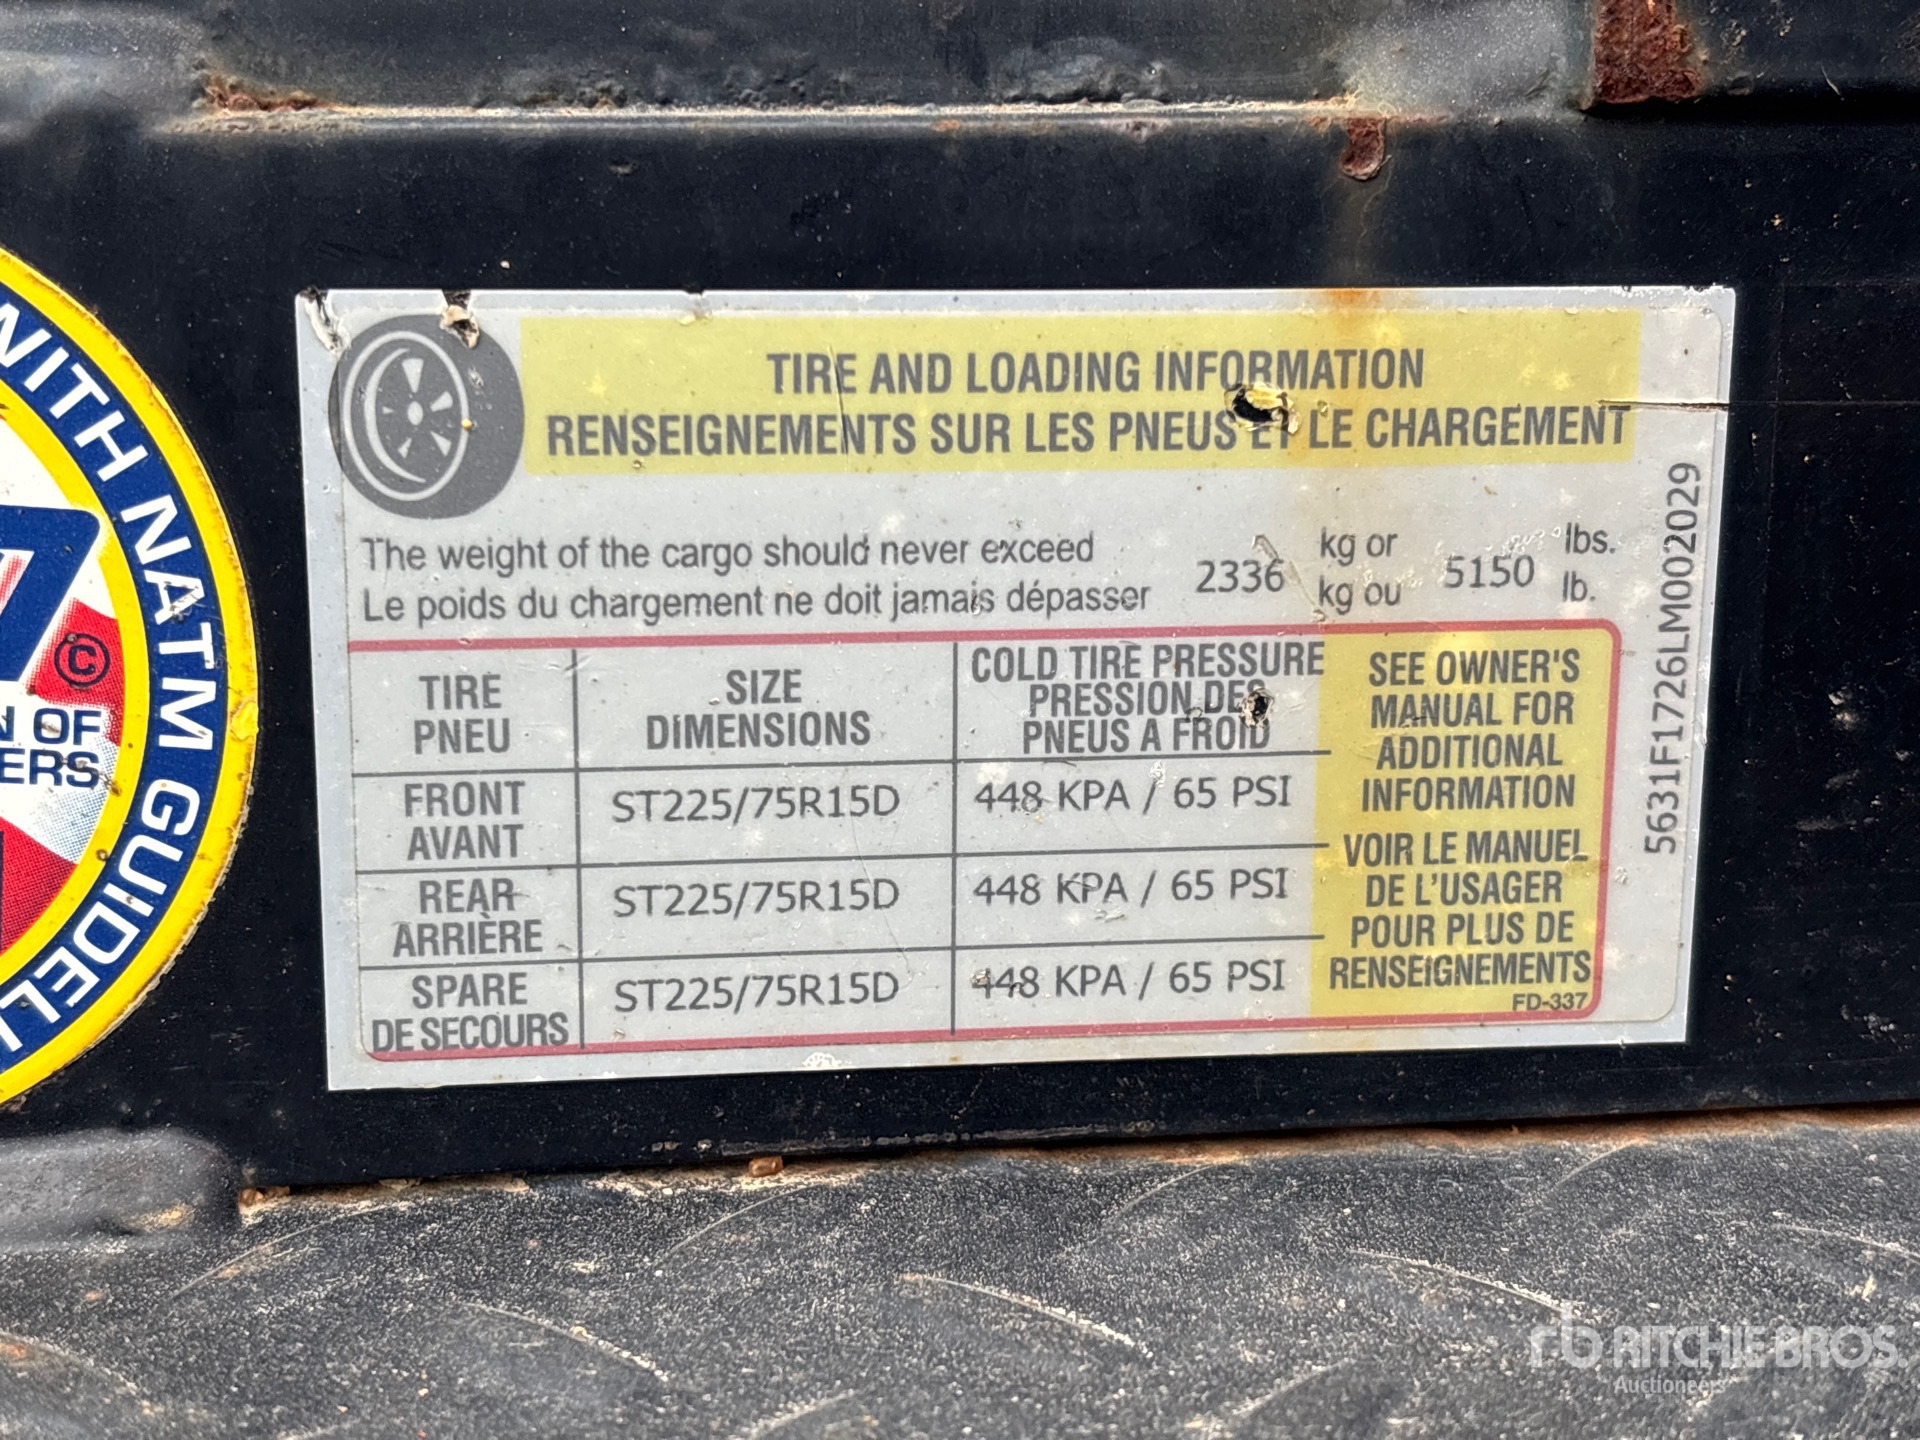 WITH NATM GUIDEL
©
N OF
ERS
TIRE AND LOADING INFORMATION
RENSEIGNEMENTS SUR LES PNEUS ET LE CHARGEMENT
The weight of the cargo should never exceed 2336 kg or 5150 lbs.
Le poids du chargement ne doit jamais dépasser kg ou lb.
TIRE
PNEU
SIZE
DIMENSIONS
COLD TIRE PRESSURE
PRESSION DES
PNEUS A FROID
FRONT
AVANT
ST225/75R15D
448 KPA / 65 PSI
REAR
ARRIÈRE
ST225/75R15D
448 KPA / 65 PSI
SPARE
DE SECOURS
ST225/75R15D
448 KPA / 65 PSI
SEE OWNER'S
MANUAL FOR
ADDITIONAL
INFORMATION
VOIR LE MANUEL
DE L'USAGER
POUR PLUS DE
RENSEIGNEMENTS
FD-337
5631F1726LM002029
rb RITCHIE BROS.
Auctioneers